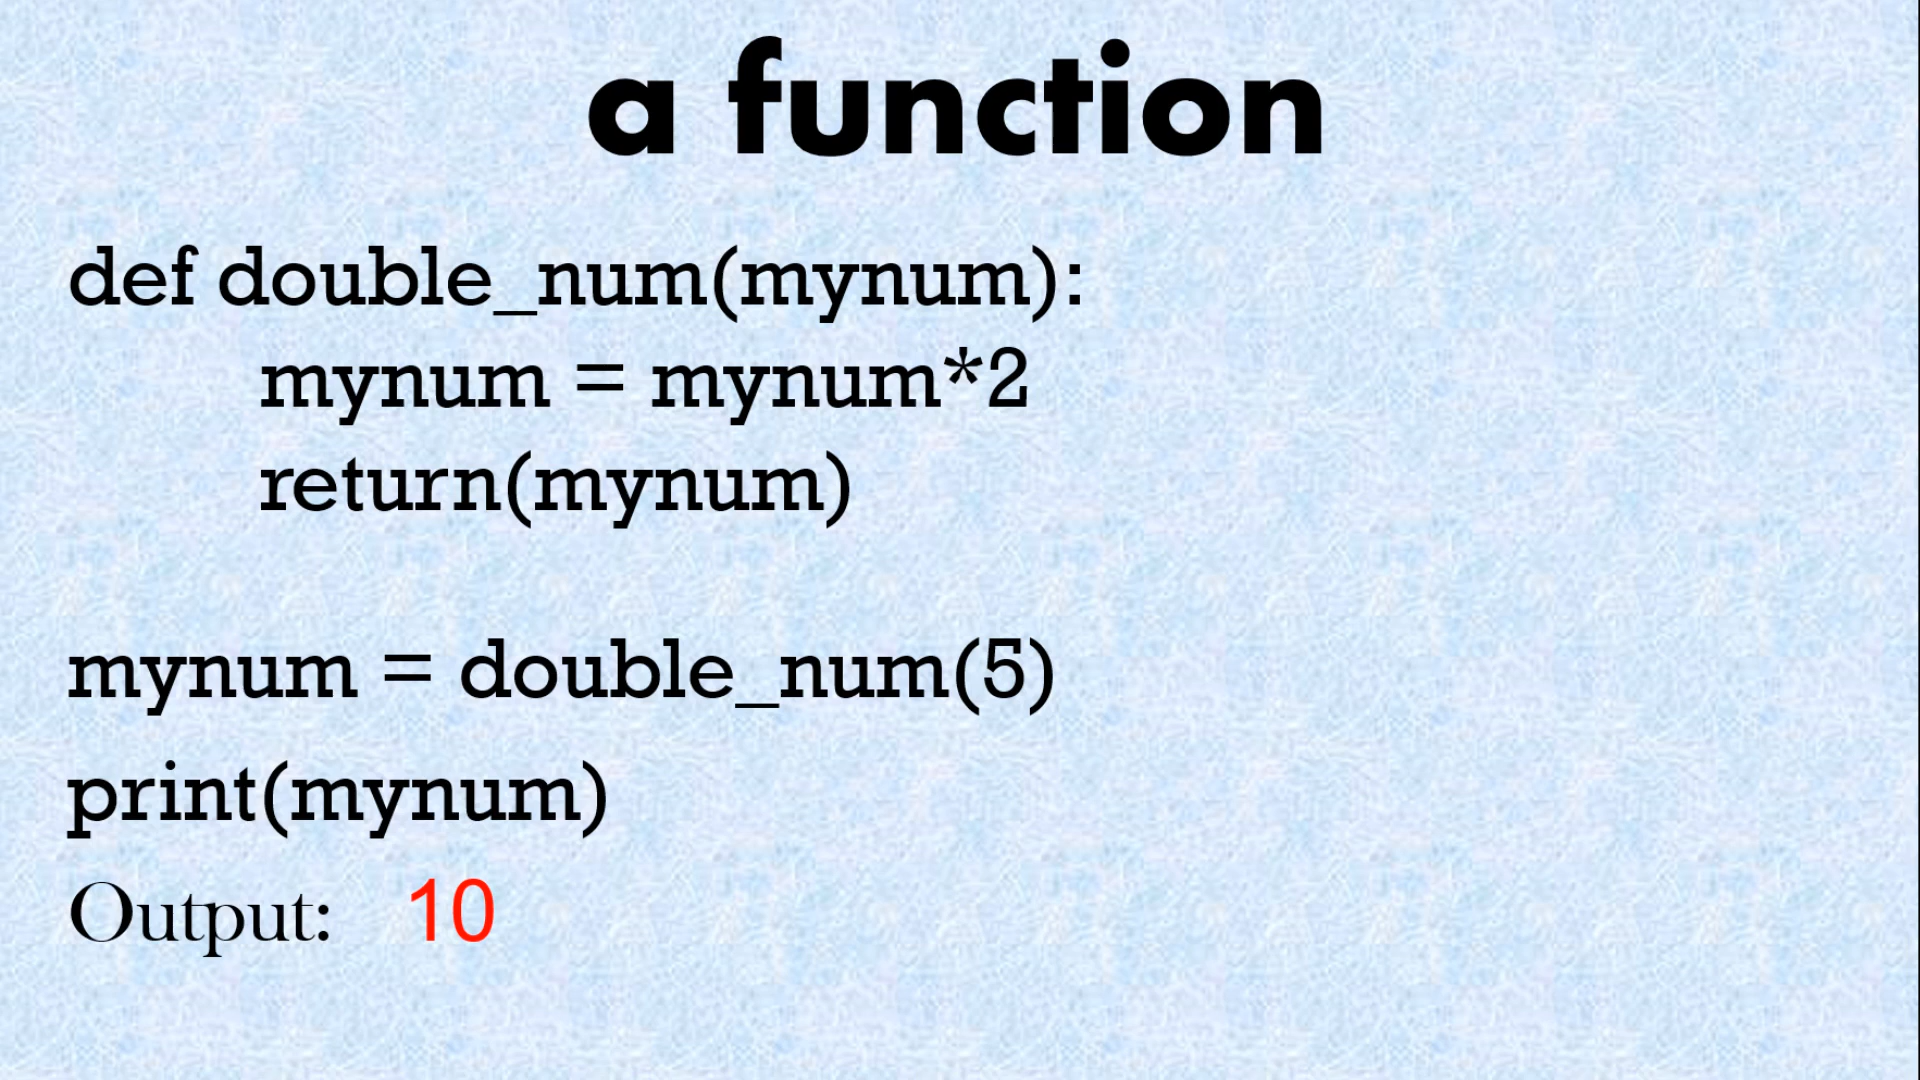 a function
def double_num(mynum):
mynum = mynum*2
return(mynum)
mynum = double_num(5)
print(mynum)
Output: 10